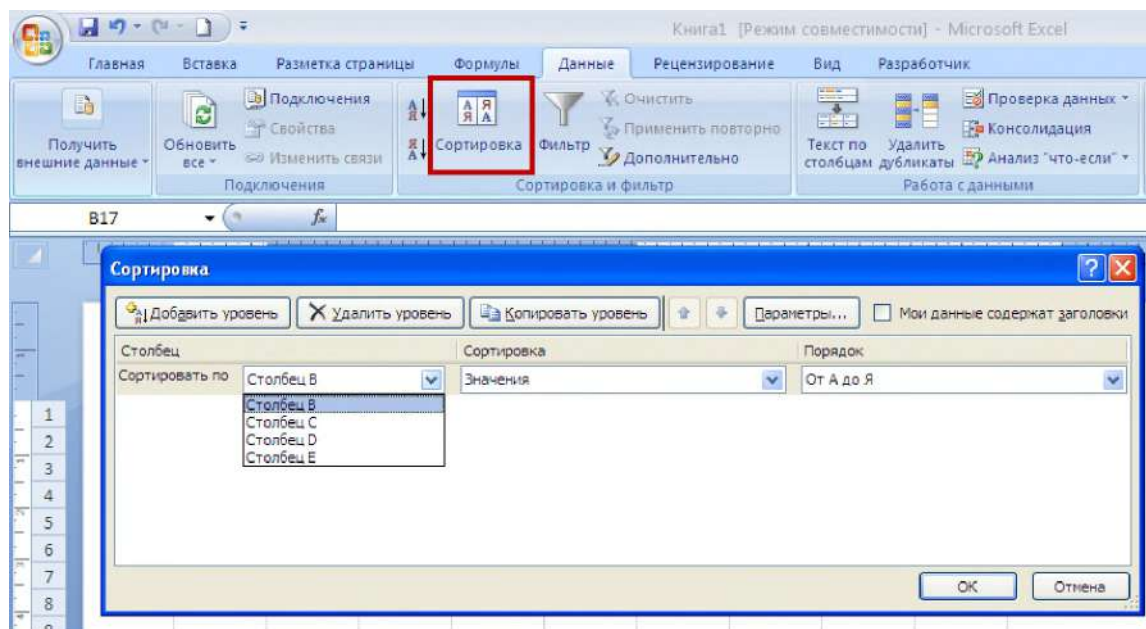 Книга1 [Режим совместимости] - Microsoft Excel
Главная Вставка Разметка страницы Формулы Данные Рецензирование Вид Разработчик
Получить внешние данные
Обновить все
Подключения
Свойства
Изменить связи
Подключения
Сортировка
Фильтр
Очистить
Применить повторно
Дополнительно
Сортировка и фильтр
Текст по столбцам
Удалить дубликаты
Проверка данных
Консолидация
Анализ "что-если"
Работа с данными
B17 fx
Сортировка
Добавить уровень Удалить уровень Копировать уровень Параметры... Мои данные содержат заголовки
Столбец Сортировка Порядок
Сортировать по Столбец B Значения От А до Я
Столбец B
Столбец C
Столбец D
Столбец E
1
2
3
4
5
6
7
8
ОК Отмена